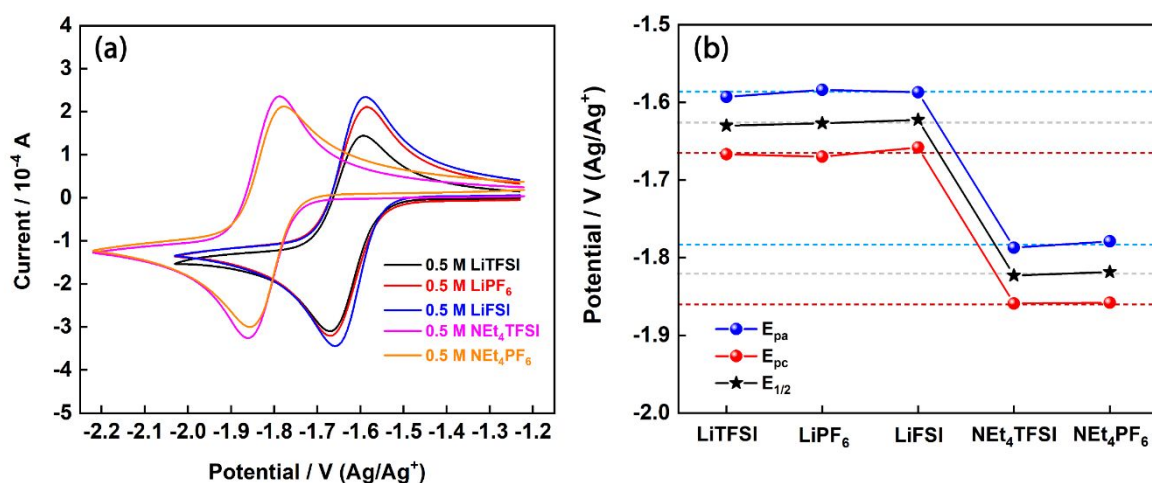 (a)
Current / 10⁻⁴ A
4
3
2
1
0
-1
-2
-3
-4
-5
0.5 M LiTFSI
0.5 M LiPF₆
0.5 M LiFSI
0.5 M NEt₄TFSI
0.5 M NEt₄PF₆
-2.2 -2.1 -2.0 -1.9 -1.8 -1.7 -1.6 -1.5 -1.4 -1.3 -1.2
Potential / V (Ag/Ag⁺)
(b)
Potential / V (Ag/Ag⁺)
-1.5
-1.6
-1.7
-1.8
-1.9
-2.0
Eₚₐ
E_pc
E₁/₂
LiTFSI LiPF₆ LiFSI NEt₄TFSI NEt₄PF₆